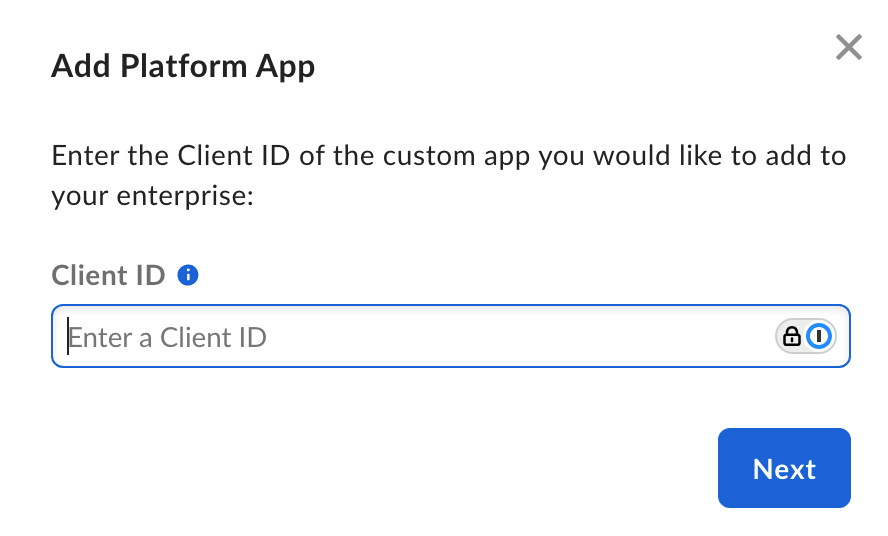 Add Platform App
Enter the Client ID of the custom app you would like to add to
your enterprise:
Client ID
Enter a Client ID
Next